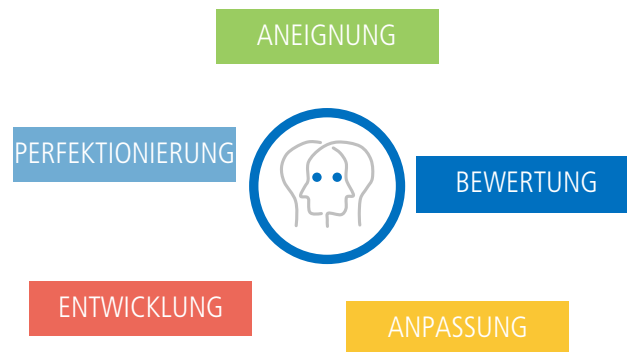 ANEIGNUNG
PERFEKTIONIERUNG
BEWERTUNG
ENTWICKLUNG
ANPASSUNG